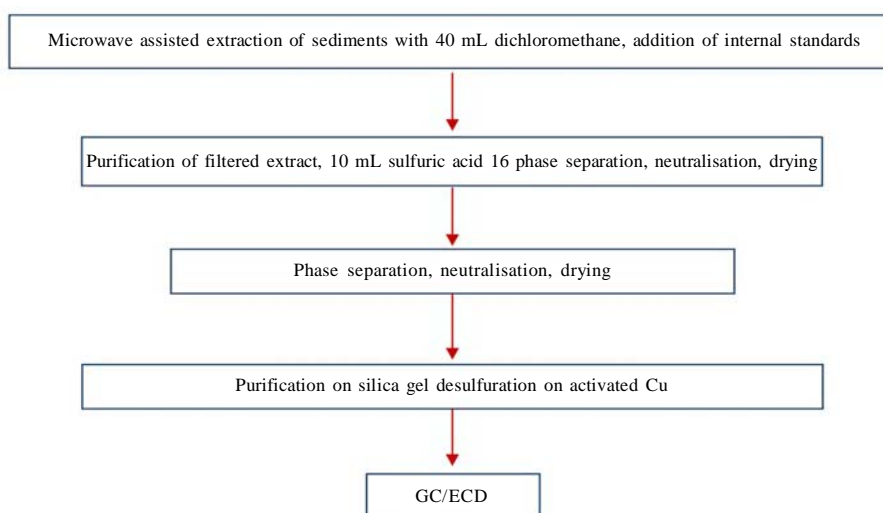 Microwave assisted extraction of sediments with 40 mL dichloromethane, addition of internal standards
Purification of filtered extract, 10 mL sulfuric acid 16 phase separation, neutralisation, drying
Phase separation, neutralisation, drying
Purification on silica gel desulfuration on activated Cu
GC/ECD